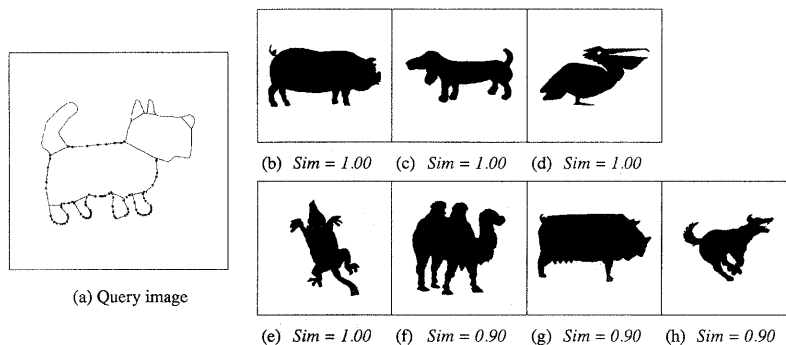 (b) Sim = 1.00 (c) Sim = 1.00 (d) Sim = 1.00
(a) Query image
(e) Sim = 1.00 (f) Sim = 0.90 (g) Sim = 0.90 (h) Sim = 0.90